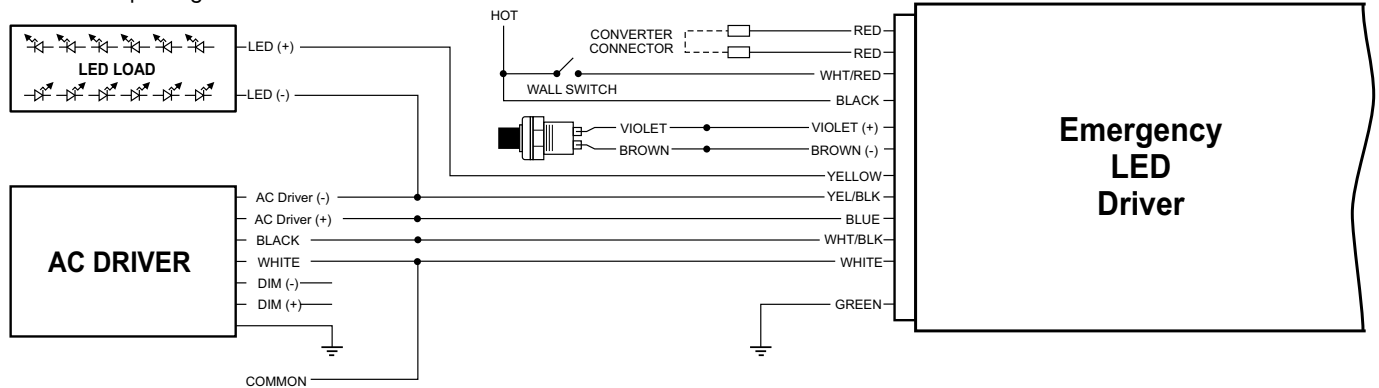 HOT
CONVERTER
CONNECTOR
RED
RED
LED (+)
LED LOAD
LED (-)
WHT/RED
WALL SWITCH
BLACK
VIOLET
VIOLET (+)
BROWN
BROWN (-)
Emergency
LED
Driver
YELLOW
AC Driver (-)
YEL/BLK
AC Driver (+)
BLUE
BLACK
WHT/BLK
AC DRIVER
WHITE
WHITE
DIM (-)
DIM (+)
GREEN
COMMON